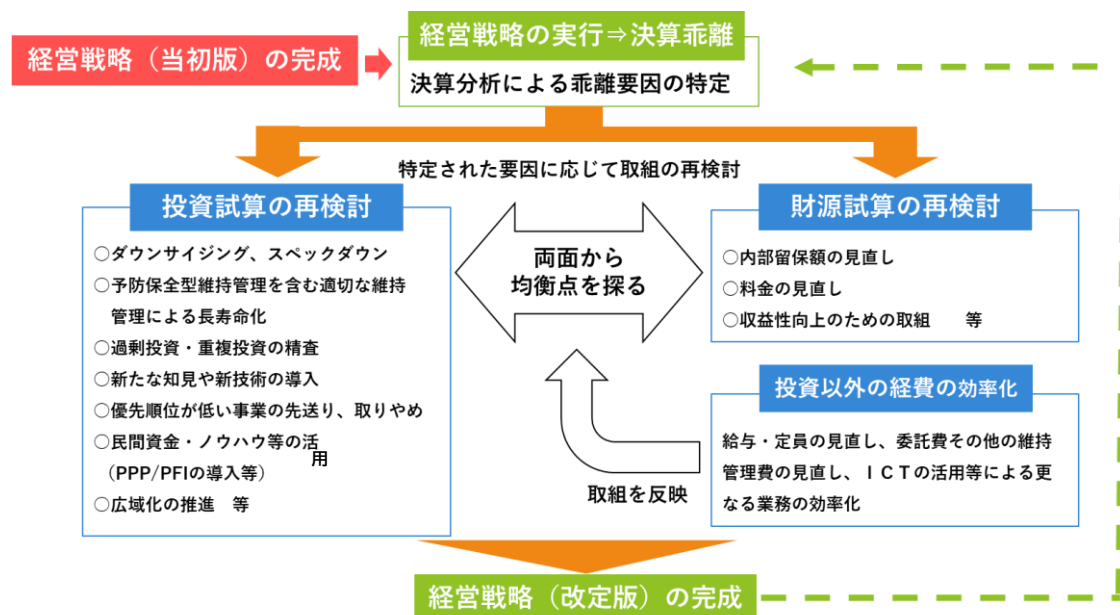 経営戦略（当初版）の完成
経営戦略の実行⇒決算乖離
決算分析による乖離要因の特定
特定された要因に応じて取組の再検討
投資試算の再検討
○ダウンサイジング、スペックダウン
○予防保全型維持管理を含む適切な維持
管理による長寿命化
○過剰投資・重複投資の精査
○新たな知見や新技術の導入
○優先順位が低い事業の先送り、取りやめ
○民間資金・ノウハウ等の活用
（PPP/PFIの導入等）
○広域化の推進　等
両面から
均衡点を探る
財源試算の再検討
○内部留保額の見直し
○料金の見直し
○収益性向上のための取組　　等
投資以外の経費の効率化
給与・定員の見直し、委託費その他の維持
管理費の見直し、ＩＣＴの活用等による更
なる業務の効率化
取組を反映
経営戦略（改定版）の完成